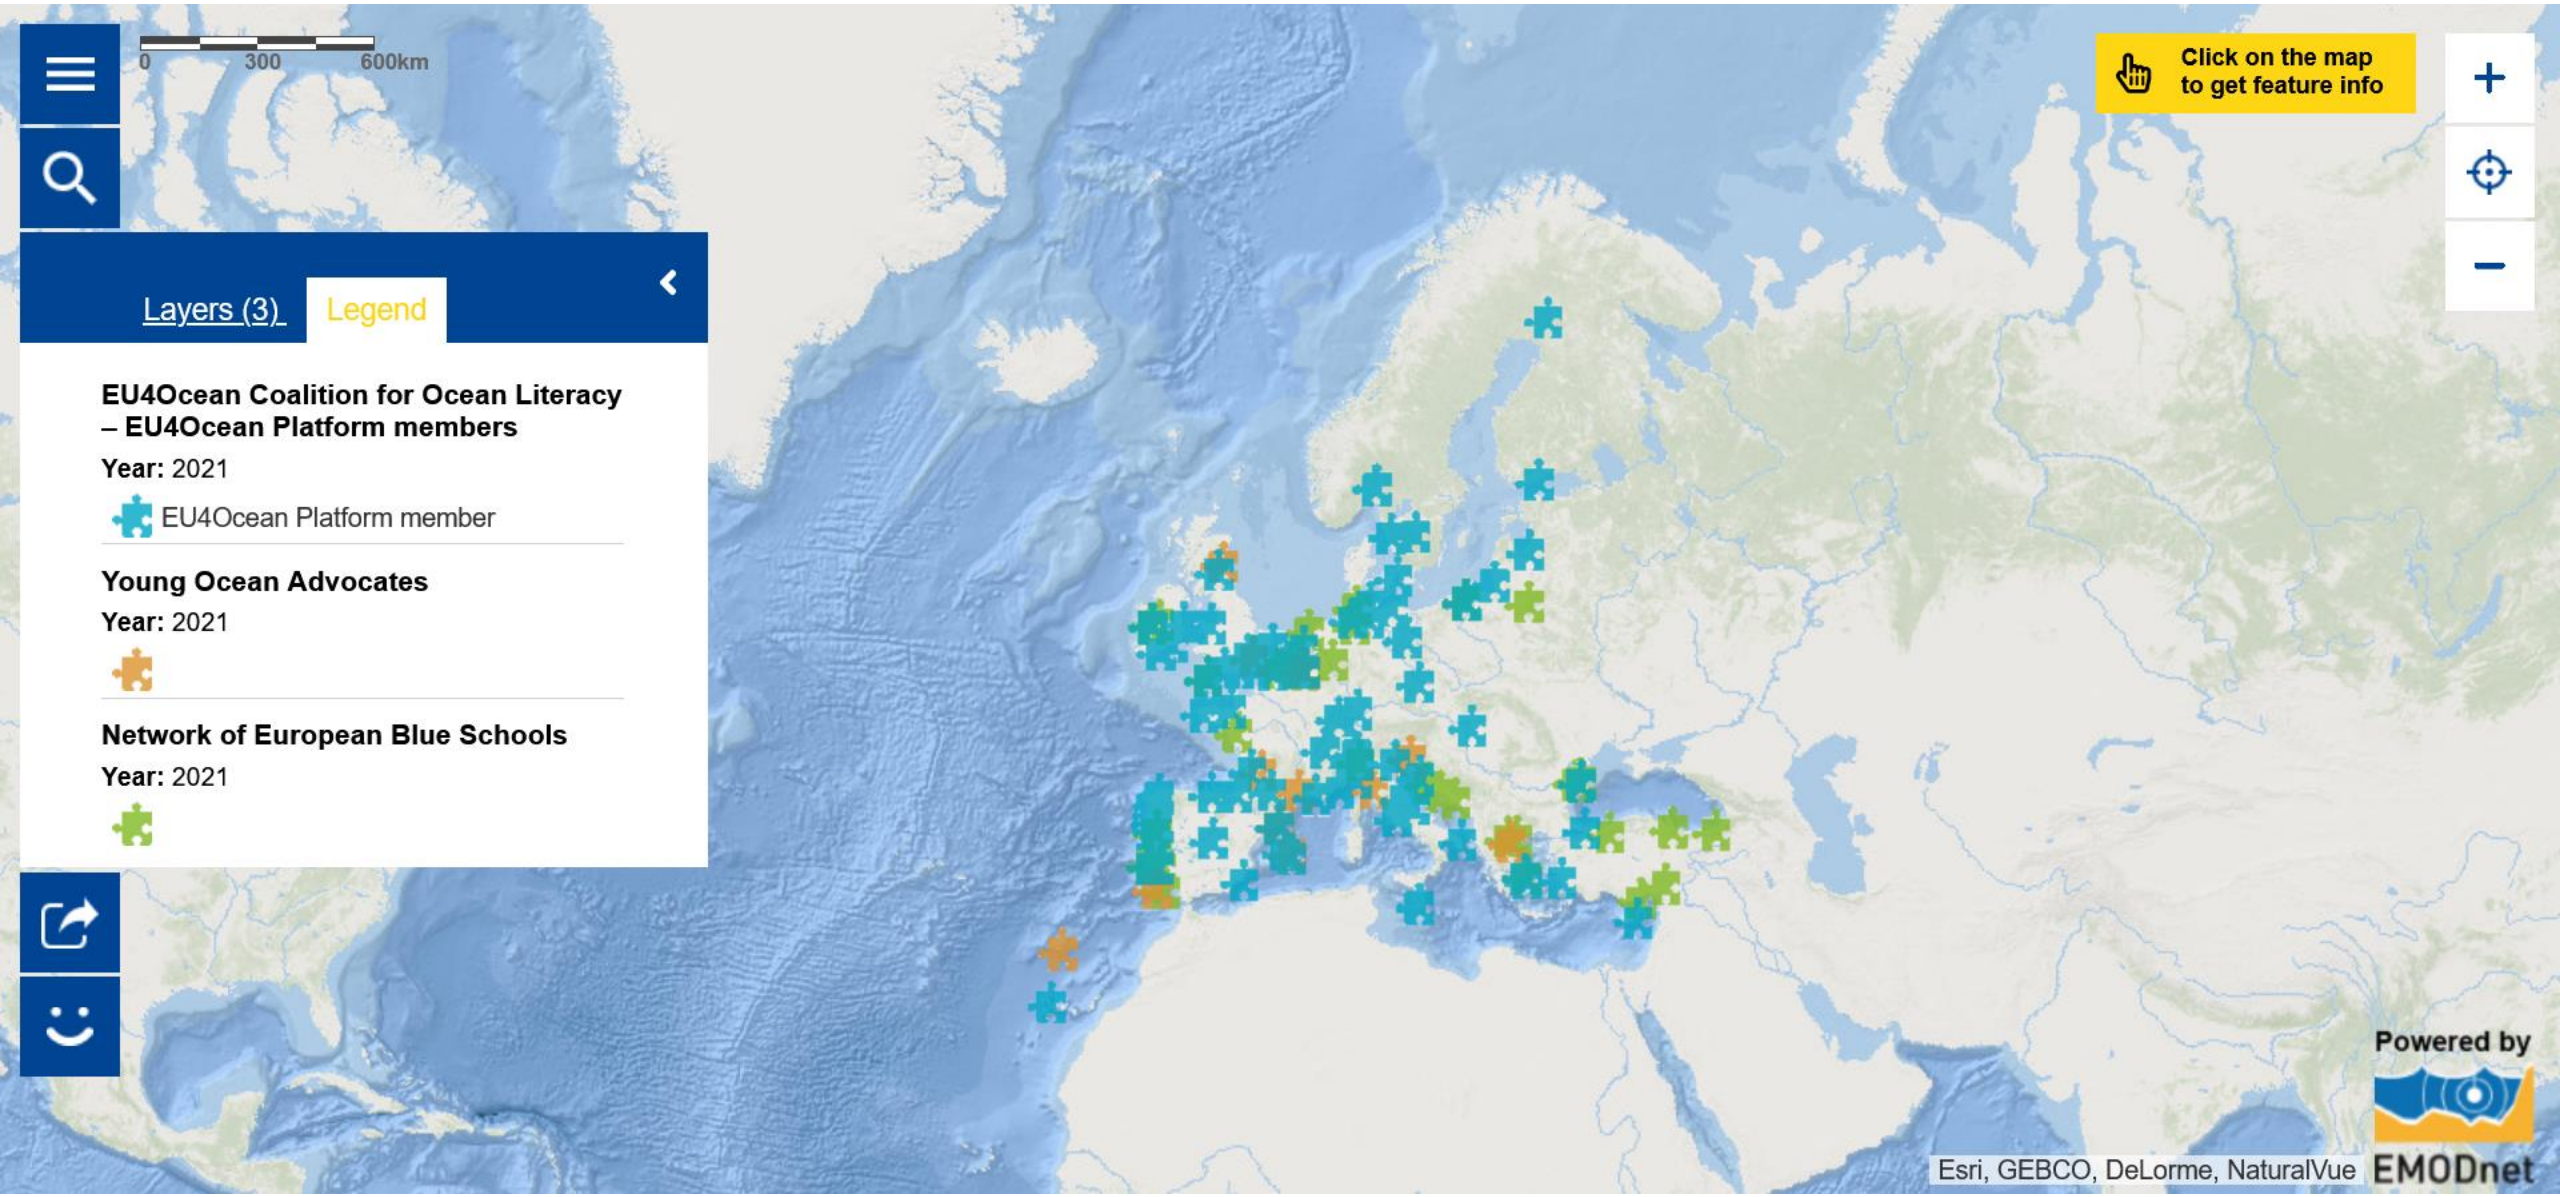 0 300 600km
Click on the map
to get feature info
Layers (3) Legend
EU4Ocean Coalition for Ocean Literacy
– EU4Ocean Platform members
Year: 2021
EU4Ocean Platform member
Young Ocean Advocates
Year: 2021
Network of European Blue Schools
Year: 2021
Powered by
EMODnet
Esri, GEBCO, DeLorme, NaturalVue